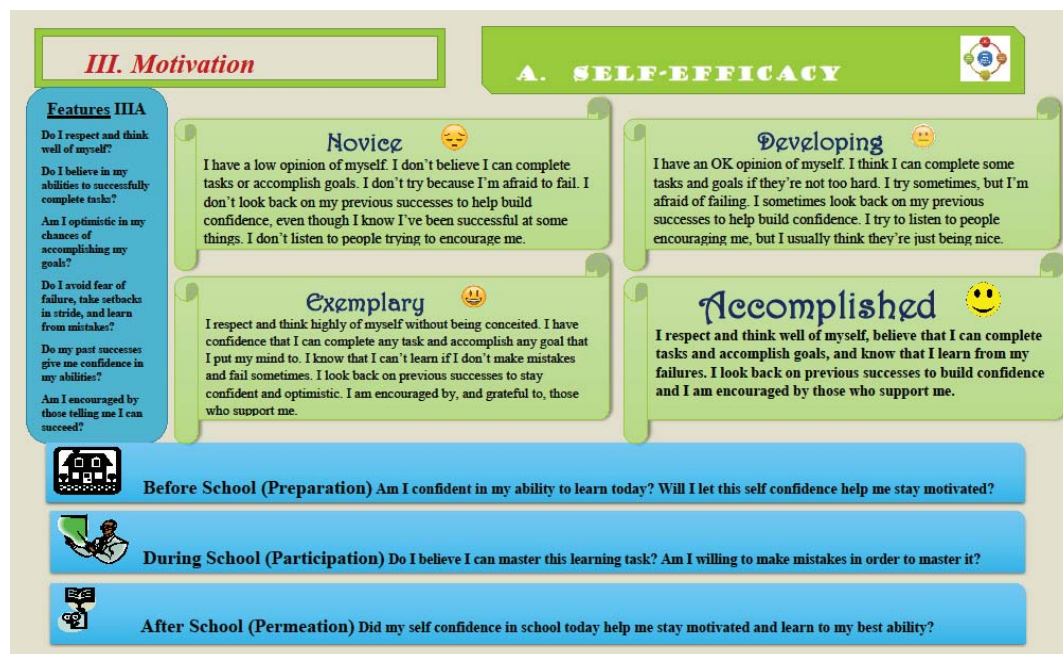 III. Motivation
A. SELF-EFFICACY
Features IIIA
Do I respect and think
well of myself?
Do I believe in my
abilities to successfully
complete tasks?
Am I optimistic in my
chances of
accomplishing my
goals?
Do I avoid fear of
failure, take setbacks
in stride, and learn
from mistakes?
Do my past successes
give me confidence in
my abilities?
Am I encouraged by
those telling me I can
succeed?
Novice
I have a low opinion of myself. I don't believe I can complete
tasks or accomplish goals. I don't try because I'm afraid to fail. I
don't look back on my previous successes to help build
confidence, even though I know I've been successful at some
things. I don't listen to people trying to encourage me.
Developing
I have an OK opinion of myself. I think I can complete some
tasks and goals if they're not too hard. I try sometimes, but I'm
afraid of failing. I sometimes look back on my previous
successes to help build confidence. I try to listen to people
encouraging me, but I usually think they're just being nice.
Exemplary
I respect and think highly of myself without being conceited. I have
confidence that I can complete any task and accomplish any goal that
I put my mind to. I know that I can't learn if I don't make mistakes
and fail sometimes. I look back on previous successes to stay
confident and optimistic. I am encouraged by, and grateful to, those
who support me.
Accomplished
I respect and think well of myself, believe that I can complete
tasks and accomplish goals, and know that I learn from my
failures. I look back on previous successes to build confidence
and I am encouraged by those who support me.
Before School (Preparation) Am I confident in my ability to learn today? Will I let this self confidence help me stay motivated?
During School (Participation) Do I believe I can master this learning task? Am I willing to make mistakes in order to master it?
After School (Permeation) Did my self confidence in school today help me stay motivated and learn to my best ability?